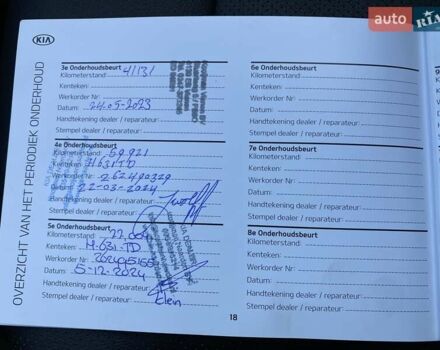 KIA
OVERZICHT VAN HET PERIODIEK ONDERHOUD
3e Onderhoudsbeurt
Kilometerstand: 41131
Kenteken:
Werkorder Nr:
Datum: 24-05-2023
Handtekening dealer / reparateur:
Stempel dealer / reparateur:
4e Onderhoudsbeurt
Kilometerstand: 59.921
Kenteken: H631TD
Werkorder Nr: 262490329
Datum: 22-03-2024
Handtekening dealer / reparateur:
Stempel dealer / reparateur:
5e Onderhoudsbeurt
Kilometerstand:
Kenteken: H-631-TD
Werkorder Nr:
Datum: 5-12-2024
Handtekening dealer / reparateur:
Stempel dealer / reparateur: Klein
6e Onderhoudsbeurt
Kilometerstand:
Kenteken:
Werkorder Nr:
Datum:
Handtekening dealer / reparateur:
Stempel dealer / reparateur:
7e Onderhoudsbeurt
Kilometerstand:
Kenteken:
Werkorder Nr:
Datum:
Handtekening dealer / reparateur:
Stempel dealer / reparateur:
8e Onderhoudsbeurt
Kilometerstand:
Kenteken:
Werkorder Nr:
Datum:
Handtekening dealer / reparateur:
Stempel dealer / reparateur:
18
AUTO
RIA